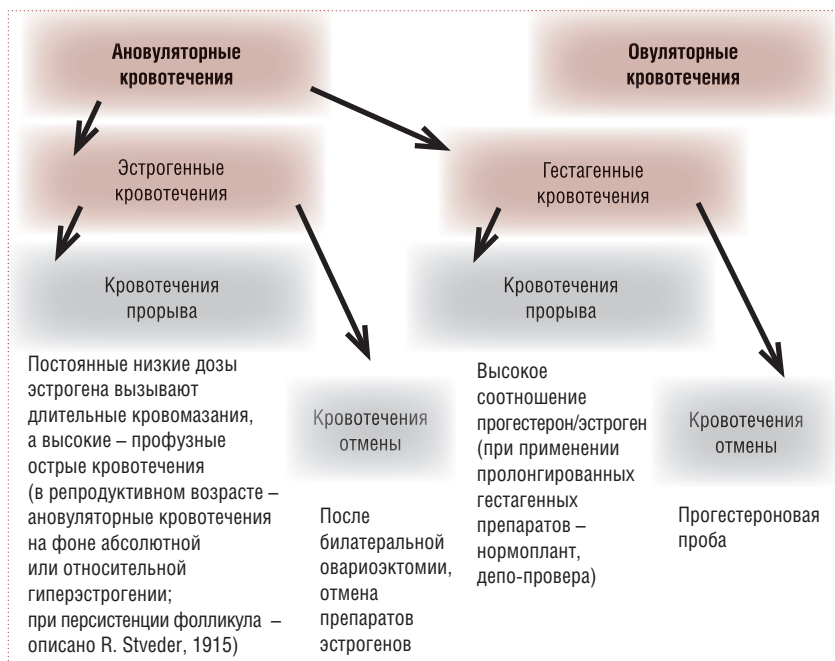 Ановуляторные
кровотечения
Овуляторные
кровотечения
Эстрогенные
кровотечения
Гестагенные
кровотечения
Кровотечения
прорыва
Кровотечения
прорыва
Постоянные низкие дозы
эстрогена вызывают
длительные кровомазания,
а высокие – профузные
острые кровотечения
(в репродуктивном возрасте –
ановуляторные кровотечения
на фоне абсолютной
или относительной
гиперэстрогении;
при персистенции фолликула –
описано R. Stveder, 1915)
Кровотечения
отмены
После
билатеральной
овариоэктомии,
отмена
препаратов
эстрогенов
Высокое
соотношение
прогестерон/эстроген
(при применении
пролонгированных
гестагенных
препаратов –
нормоплант,
депо-провера)
Кровотечения
отмены
Прогестероновая
проба